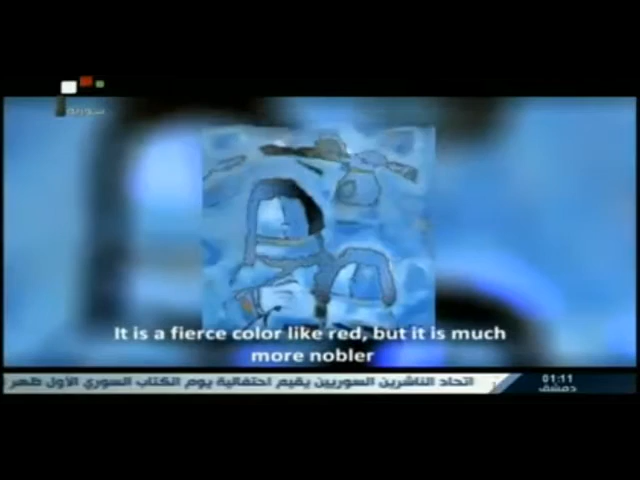 سورية
It is a fierce color like red, but it is much
more nobler
اتحاد الناشرين السوريين يقيم احتفالية يوم الكتاب السوري الأول ظهر
01:11
دمشق